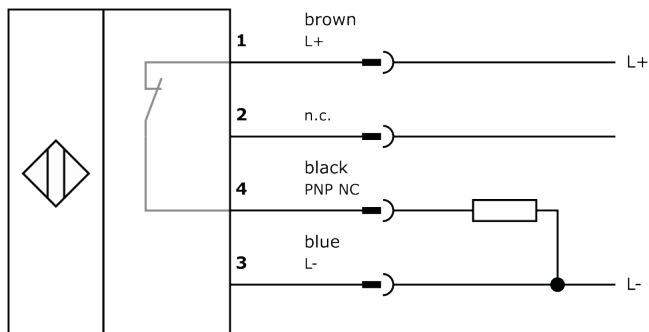 brown
1 L+
L+
2 n.c.
black
4 PNP NC
blue
3 L-
L-